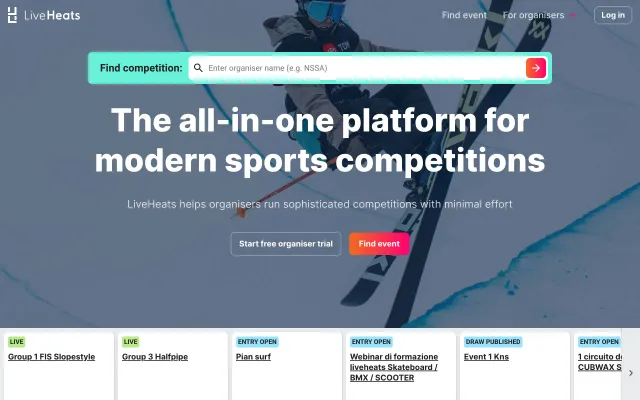 LiveHeats
Find event
For organisers
Log in
Find competition:
Enter organiser name (e.g. NSSA)
The all-in-one platform for
modern sports competitions
LiveHeats helps organisers run sophisticated competitions with minimal effort
Start free organiser trial
Find event
LIVE
Group 1 FIS Slopestyle
LIVE
Group 3 Halfpipe
ENTRY OPEN
Pian surf
ENTRY OPEN
Webinar di formazione
liveheats Skateboard /
BMX / SCOOTER
DRAW PUBLISHED
Event 1 Kns
ENTRY OPEN
1 circuito de
CUBWAX S